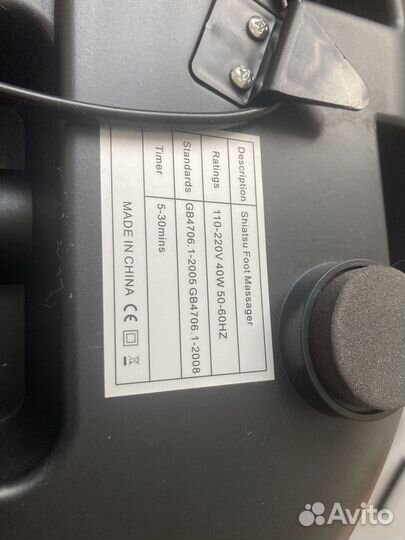 Description Shiatsu Foot Massager
Ratings 110-220V 40W 50-60HZ
Standards GB4706.1-2005 GB4706.1-2008
Timer 5-30mins
MADE IN CHINA CE
Avito